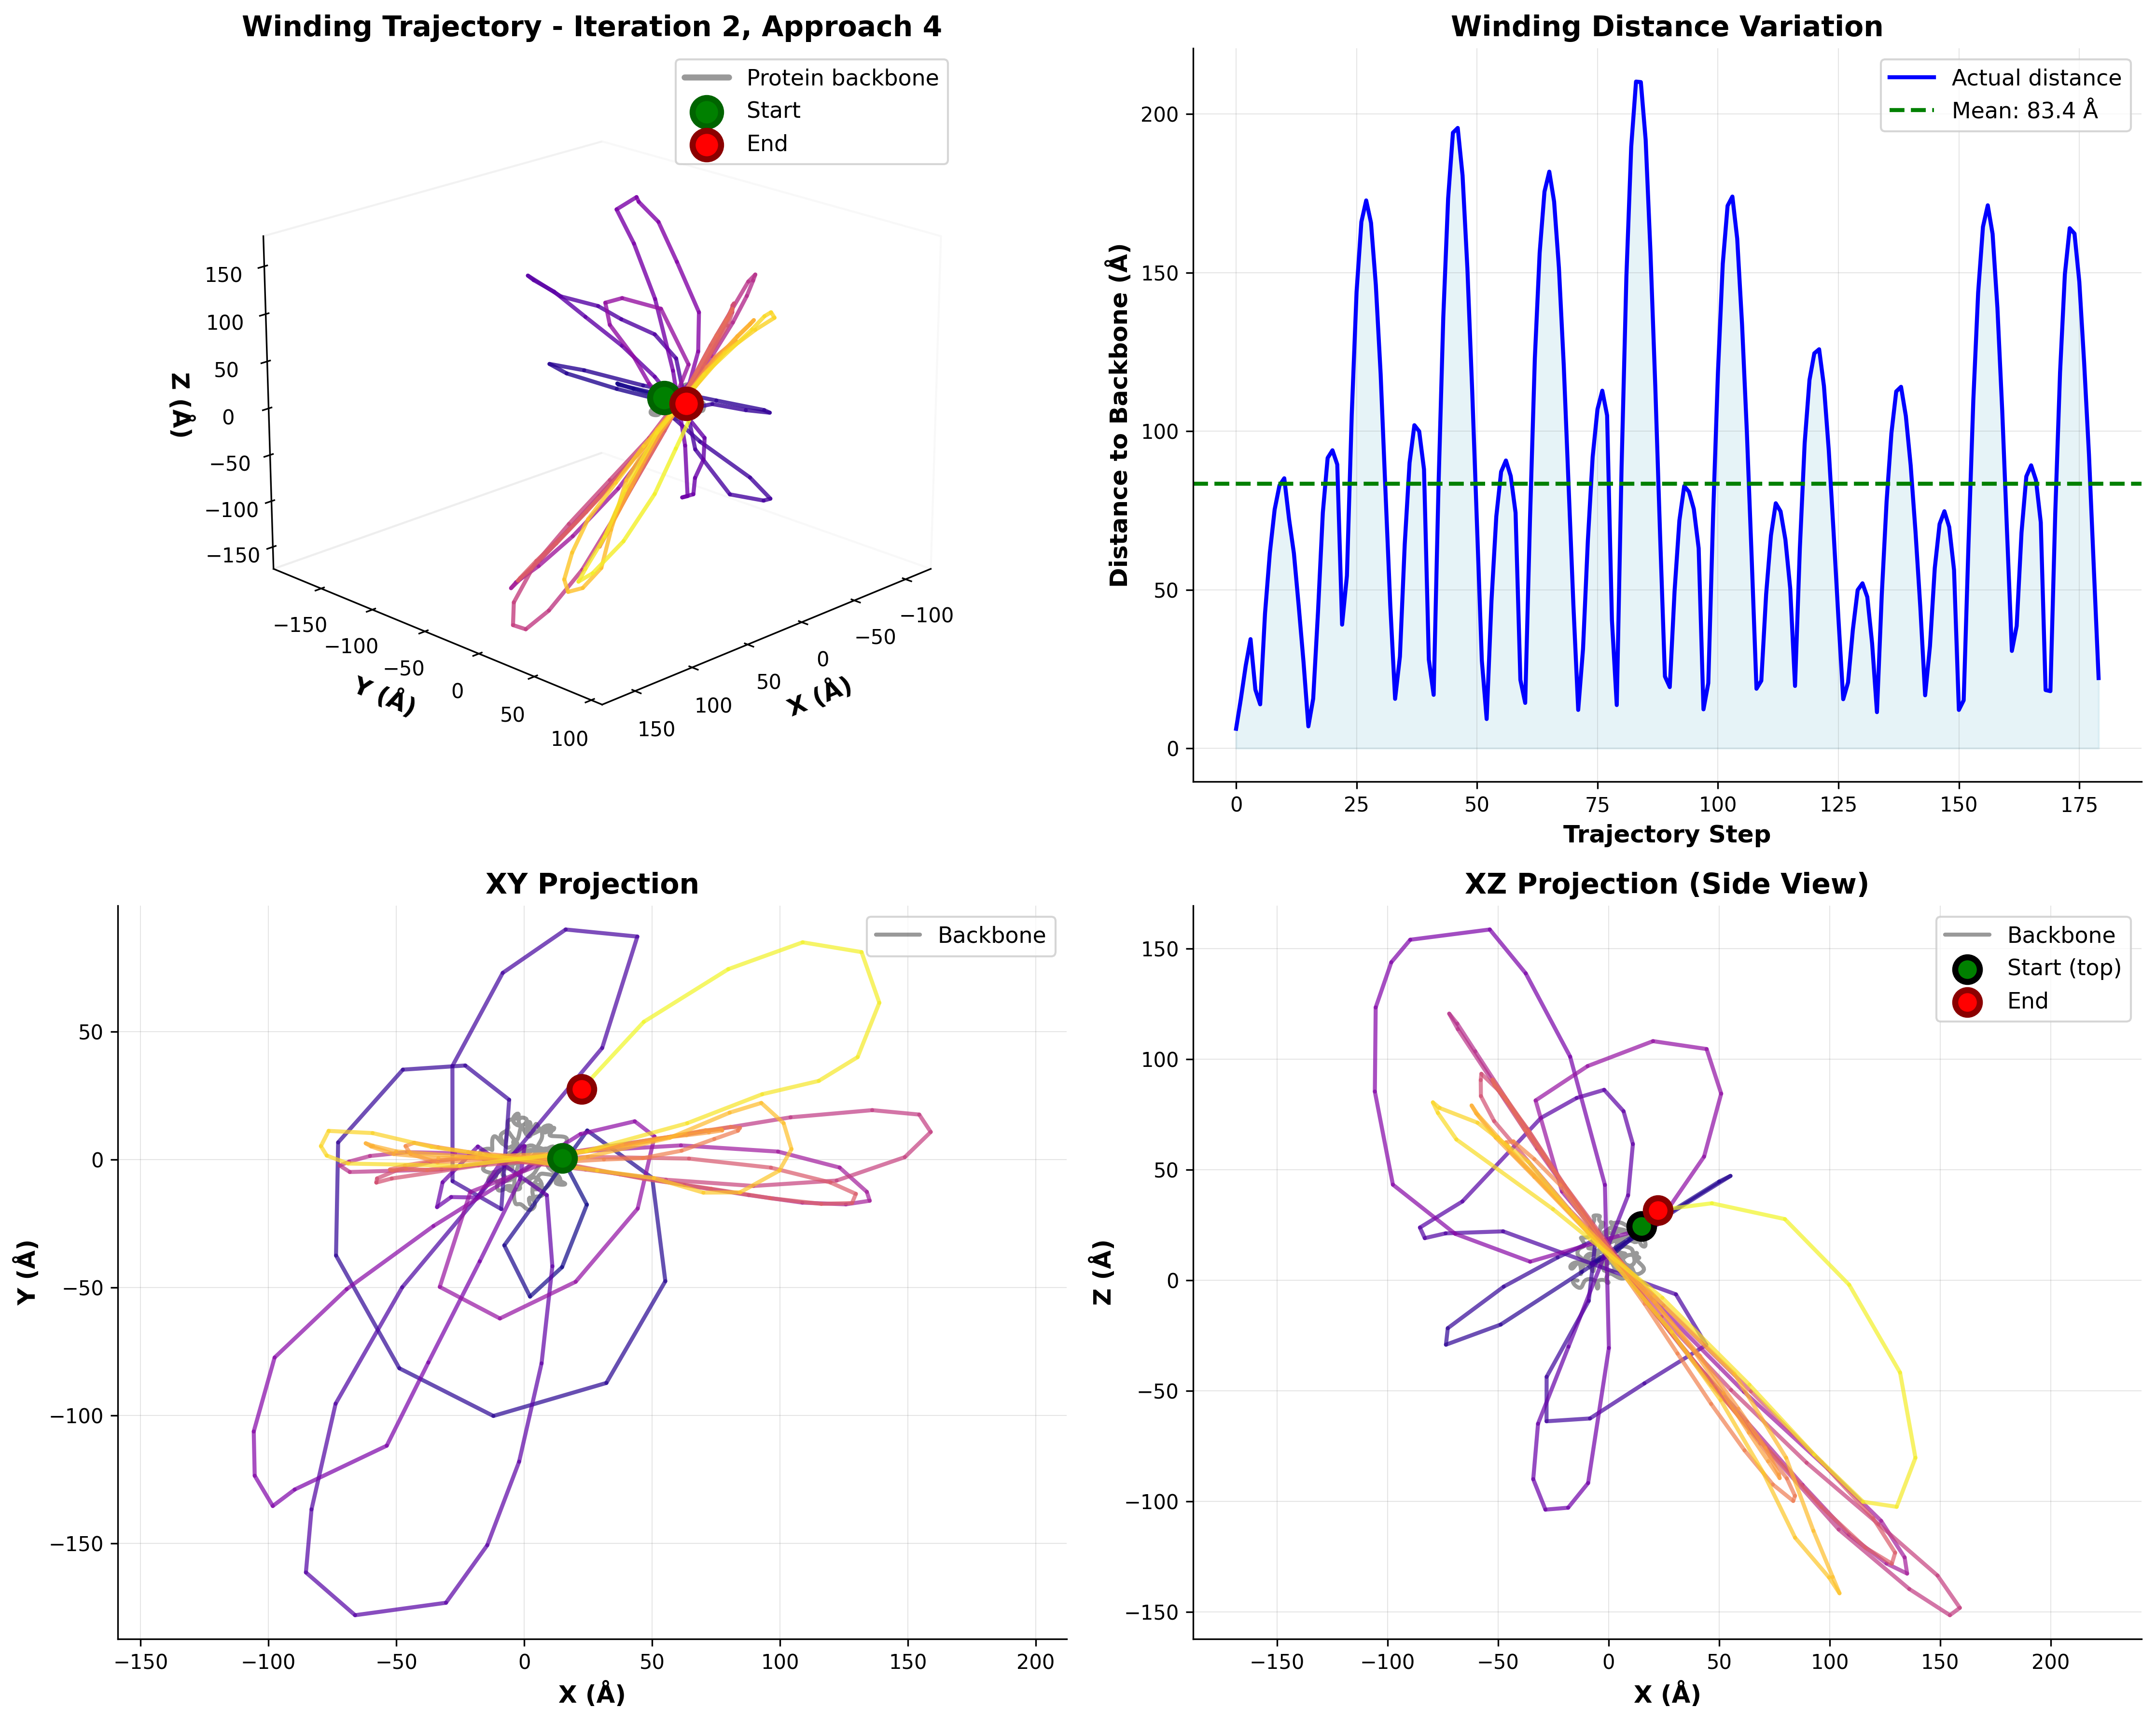 Winding Trajectory - Iteration 2, Approach 4
Protein backbone
Start
End
150
100
50
0
−50
−100
−150
Z (Å)
−150
−100
−50
0
50
100
Y (Å)
150
100
50
0
−50
−100
X (Å)
Winding Distance Variation
Actual distance
Mean: 83.4 Å
200
150
100
50
0
Distance to Backbone (Å)
0 25 50 75 100 125 150 175
Trajectory Step
XY Projection
Backbone
50
0
−50
−100
−150
Y (Å)
−150 −100 −50 0 50 100 150 200
X (Å)
XZ Projection (Side View)
Backbone
Start (top)
End
150
100
50
0
−50
−100
−150
Z (Å)
−150 −100 −50 0 50 100 150 200
X (Å)